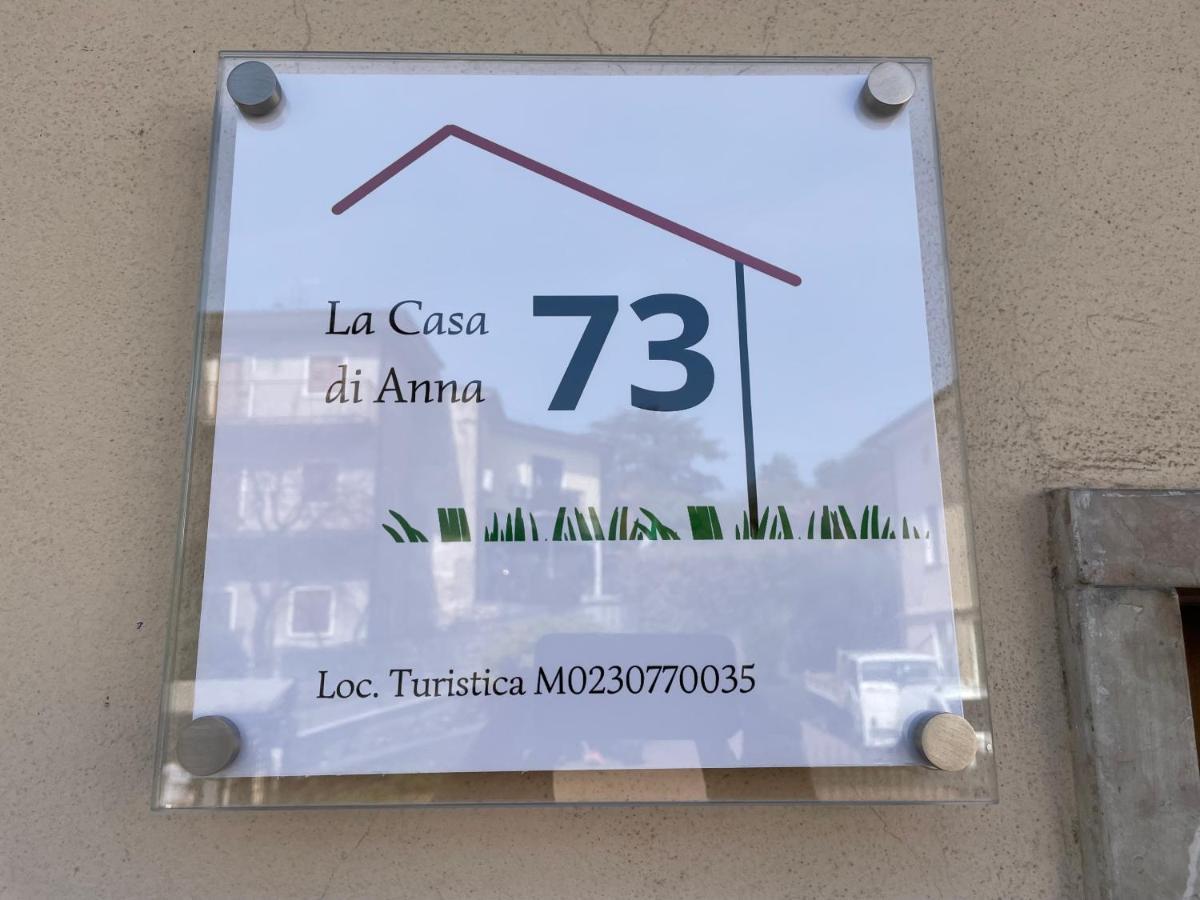 La Casa
di Anna
73
Loc. Turistica M0230770035